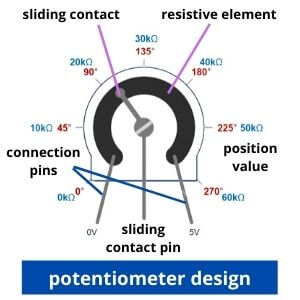 sliding contact resistive element
30kΩ
135°
20kΩ 40kΩ
90° 180°
10kΩ 45° 225° 50kΩ
connection
pins
position
value
0kΩ 0° 270° 60kΩ
0V sliding
contact pin 5V
potentiometer design